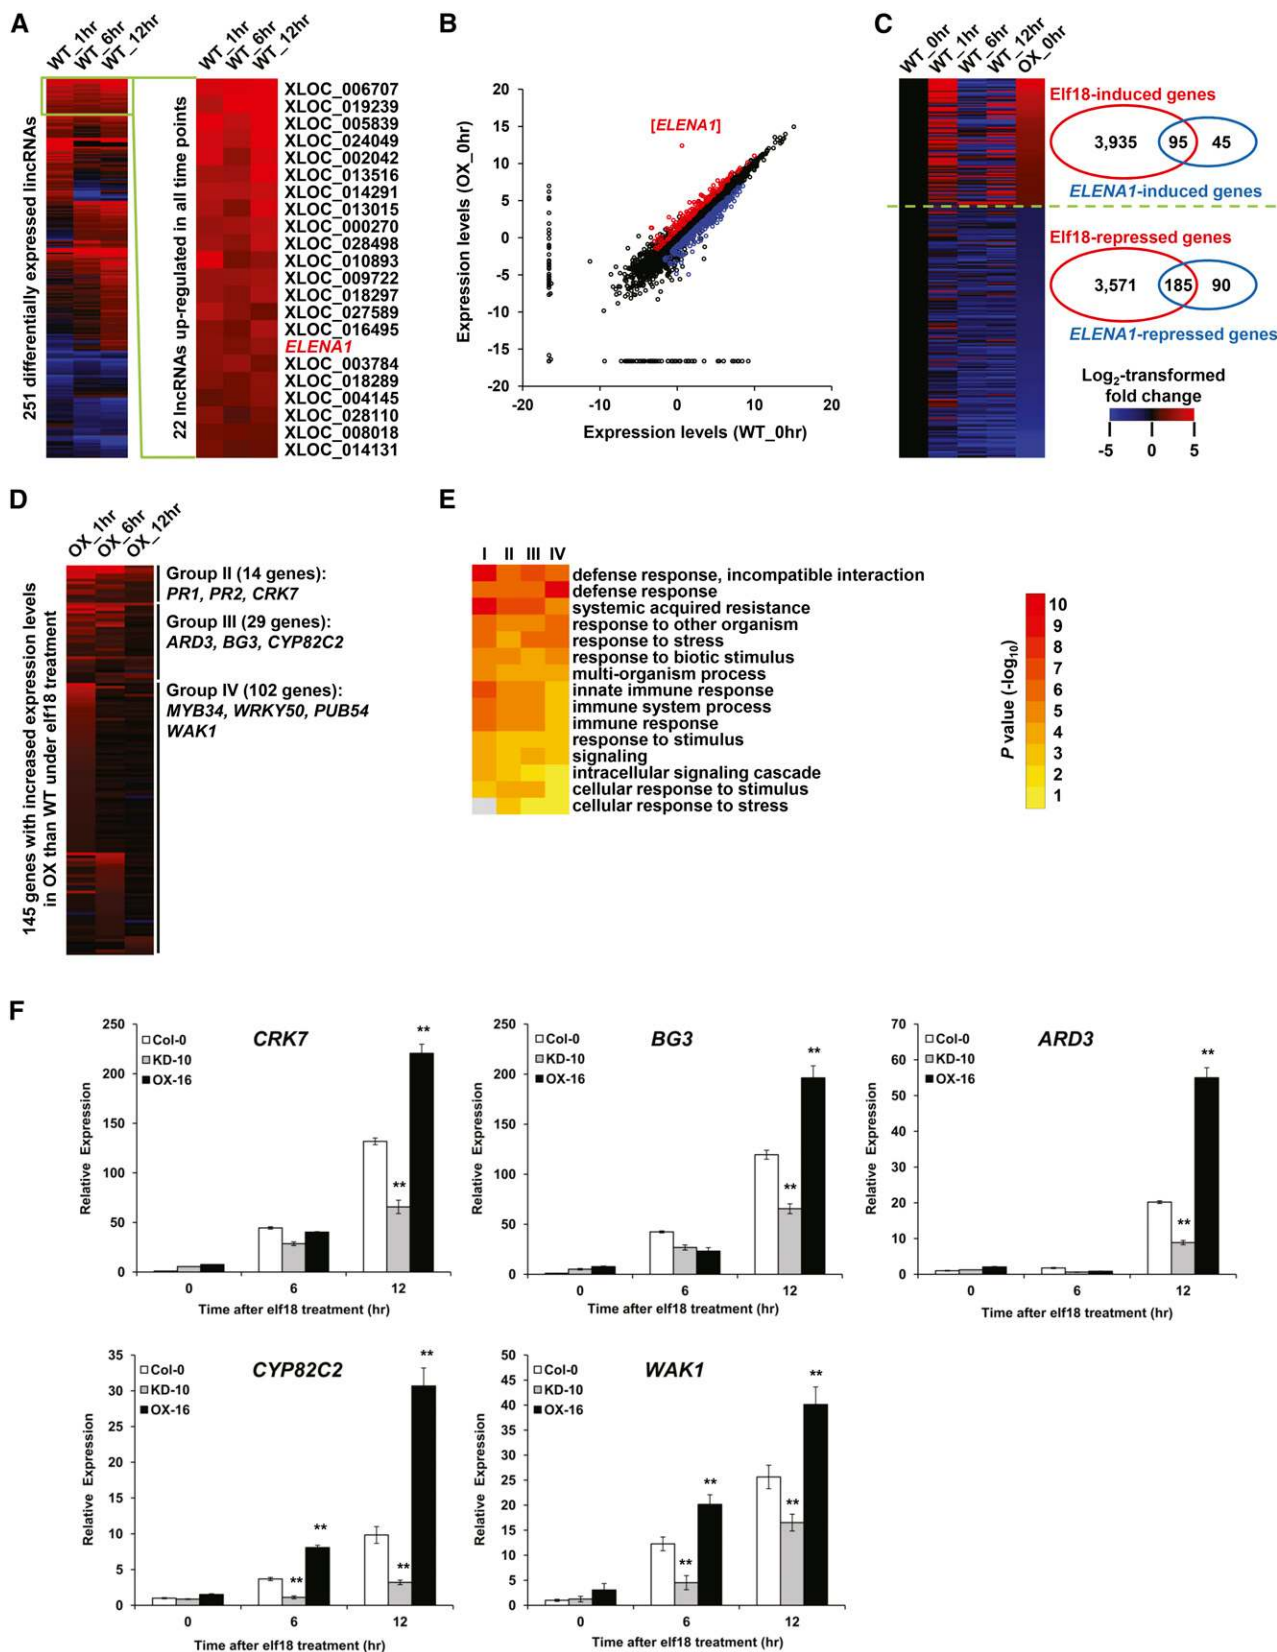 A
WT_1hr
WT_6hr
WT_12hr
251 differentially expressed lincRNAs
22 lncRNAs up-regulated in all time points
WT_1hr
WT_6hr
WT_12hr
XLOC_006707
XLOC_019239
XLOC_005839
XLOC_024049
XLOC_002042
XLOC_013516
XLOC_014291
XLOC_013015
XLOC_000270
XLOC_028498
XLOC_010893
XLOC_009722
XLOC_018297
XLOC_027589
XLOC_016495
ELENA1
XLOC_003784
XLOC_018289
XLOC_004145
XLOC_028110
XLOC_008018
XLOC_014131
B
Expression levels (OX_0hr)
20
15
10
5
0
-5
-10
-15
-20
[ELENA1]
-20
-10
0
10
20
Expression levels (WT_0hr)
C
WT_0hr
WT_1hr
WT_6hr
WT_12hr
OX_0hr
Elf18-induced genes
3,935
95
45
ELENA1-induced genes
Elf18-repressed genes
3,571
185
90
ELENA1-repressed genes
Log2-transformed
fold change
-5
0
5
D
OX_1hr
OX_6hr
OX_12hr
145 genes with increased expression levels
in OX than WT under elf18 treatment
Group II (14 genes):
PR1, PR2, CRK7
Group III (29 genes):
ARD3, BG3, CYP82C2
Group IV (102 genes):
MYB34, WRKY50, PUB54
WAK1
E
I II III IV
defense response, incompatible interaction
defense response
systemic acquired resistance
response to other organism
response to stress
response to biotic stimulus
multi-organism process
innate immune response
immune system process
immune response
response to stimulus
signaling
intracellular signaling cascade
cellular response to stimulus
cellular response to stress
P value (-log10)
10
9
8
7
6
5
4
3
2
1
F
CRK7
Col-0
KD-10
OX-16
Relative Expression
250
200
150
100
50
0
**
**
0
6
12
Time after elf18 treatment (hr)
BG3
Col-0
KD-10
OX-16
Relative Expression
250
200
150
100
50
0
**
**
0
6
12
Time after elf18 treatment (hr)
ARD3
Col-0
KD-10
OX-16
Relative Expression
70
60
50
40
30
20
10
0
**
**
0
6
12
Time after elf18 treatment (hr)
CYP82C2
Col-0
KD-10
OX-16
Relative Expression
35
30
25
20
15
10
5
0
**
**
**
**
0
6
12
Time after elf18 treatment (hr)
WAK1
Col-0
KD-10
OX-16
Relative Expression
50
45
40
35
30
25
20
15
10
5
0
**
**
**
**
0
6
12
Time after elf18 treatment (hr)